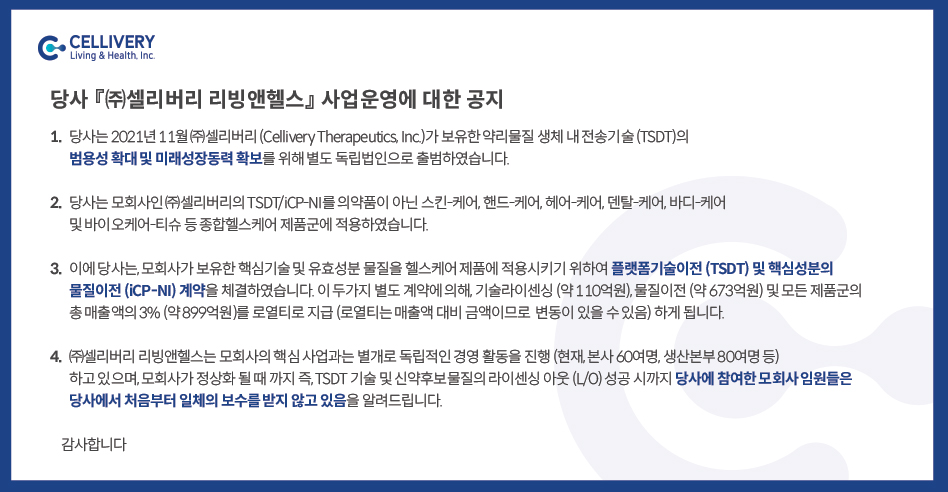 CELLIVERY
Living & Health, Inc.
당사 『㈜셀리버리 리빙앤헬스』 사업운영에 대한 공지
1. 당사는 2021년 11월 ㈜셀리버리 (Cellivery Therapeutics, Inc.)가 보유한 약리물질 생체 내 전송기술 (TSDT)의
범용성 확대 및 미래성장동력 확보를 위해 별도 독립법인으로 출범하였습니다.
2. 당사는 모회사인 ㈜셀리버리의 TSDT/iCP-NI를 의약품이 아닌 스킨-케어, 핸드-케어, 헤어-케어, 덴탈-케어, 바디-케어
및 바이오케어-티슈 등 종합헬스케어 제품군에 적용하였습니다.
3. 이에 당사는, 모회사가 보유한 핵심기술 및 유효성분 물질을 헬스케어 제품에 적용시키기 위하여 플랫폼기술이전 (TSDT) 및 핵심성분의
물질이전 (iCP-NI) 계약을 체결하였습니다. 이 두가지 별도 계약에 의해, 기술라이센싱 (약 110억원), 물질이전 (약 673억원) 및 모든 제품군의
총 매출액의 3% (약 899억원)를 로열티로 지급 (로열티는 매출액 대비 금액이므로 변동이 있을 수 있음) 하게 됩니다.
4. ㈜셀리버리 리빙앤헬스는 모회사의 핵심 사업과는 별개로 독립적인 경영 활동을 진행 (현재, 본사 60여명, 생산본부 80여명 등)
하고 있으며, 모회사가 정상화 될 때 까지 즉, TSDT 기술 및 신약후보물질의 라이센싱 아웃 (L/O) 성공 시까지 당사에 참여한 모회사 임원들은
당사에서 처음부터 일체의 보수를 받지 않고 있음을 알려드립니다.
감사합니다